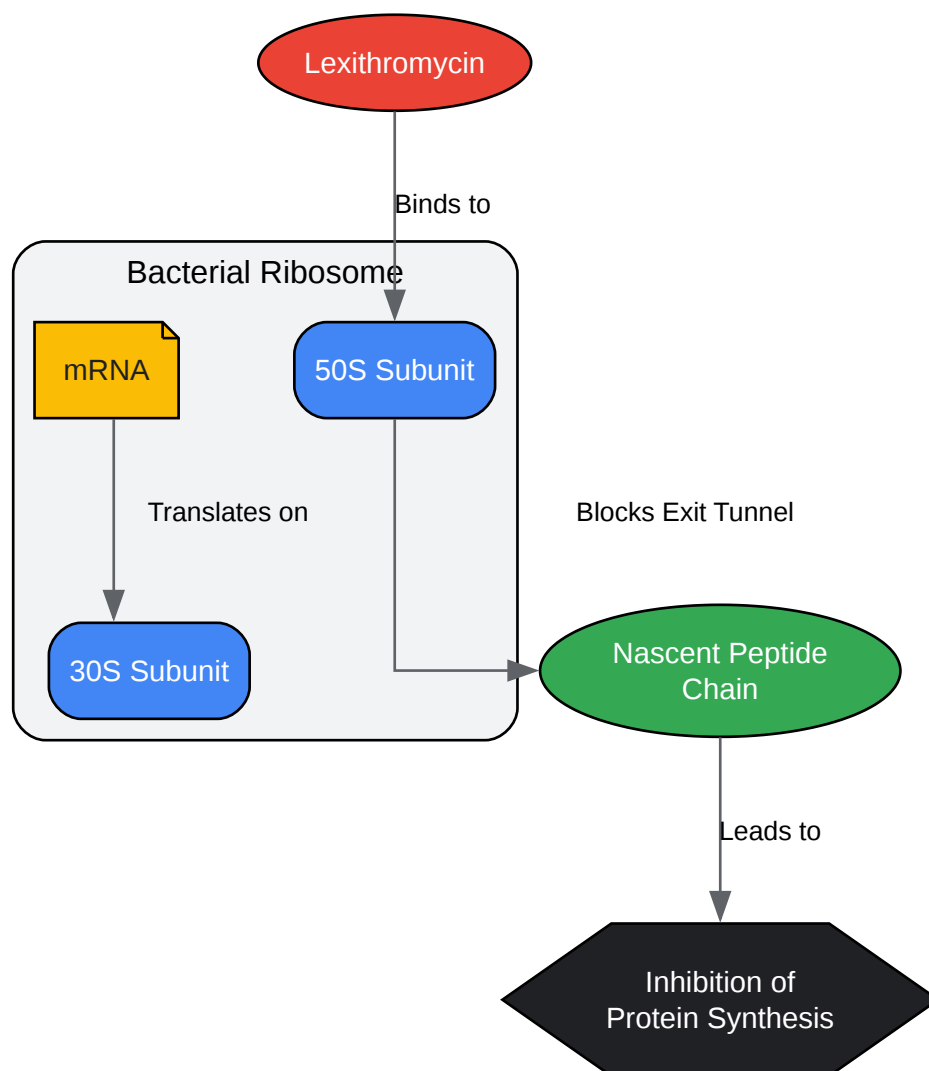 Lexithromycin
Binds to
Bacterial Ribosome
mRNA
50S Subunit
Translates on
Blocks Exit Tunnel
30S Subunit
Nascent Peptide
Chain
Leads to
Inhibition of
Protein Synthesis